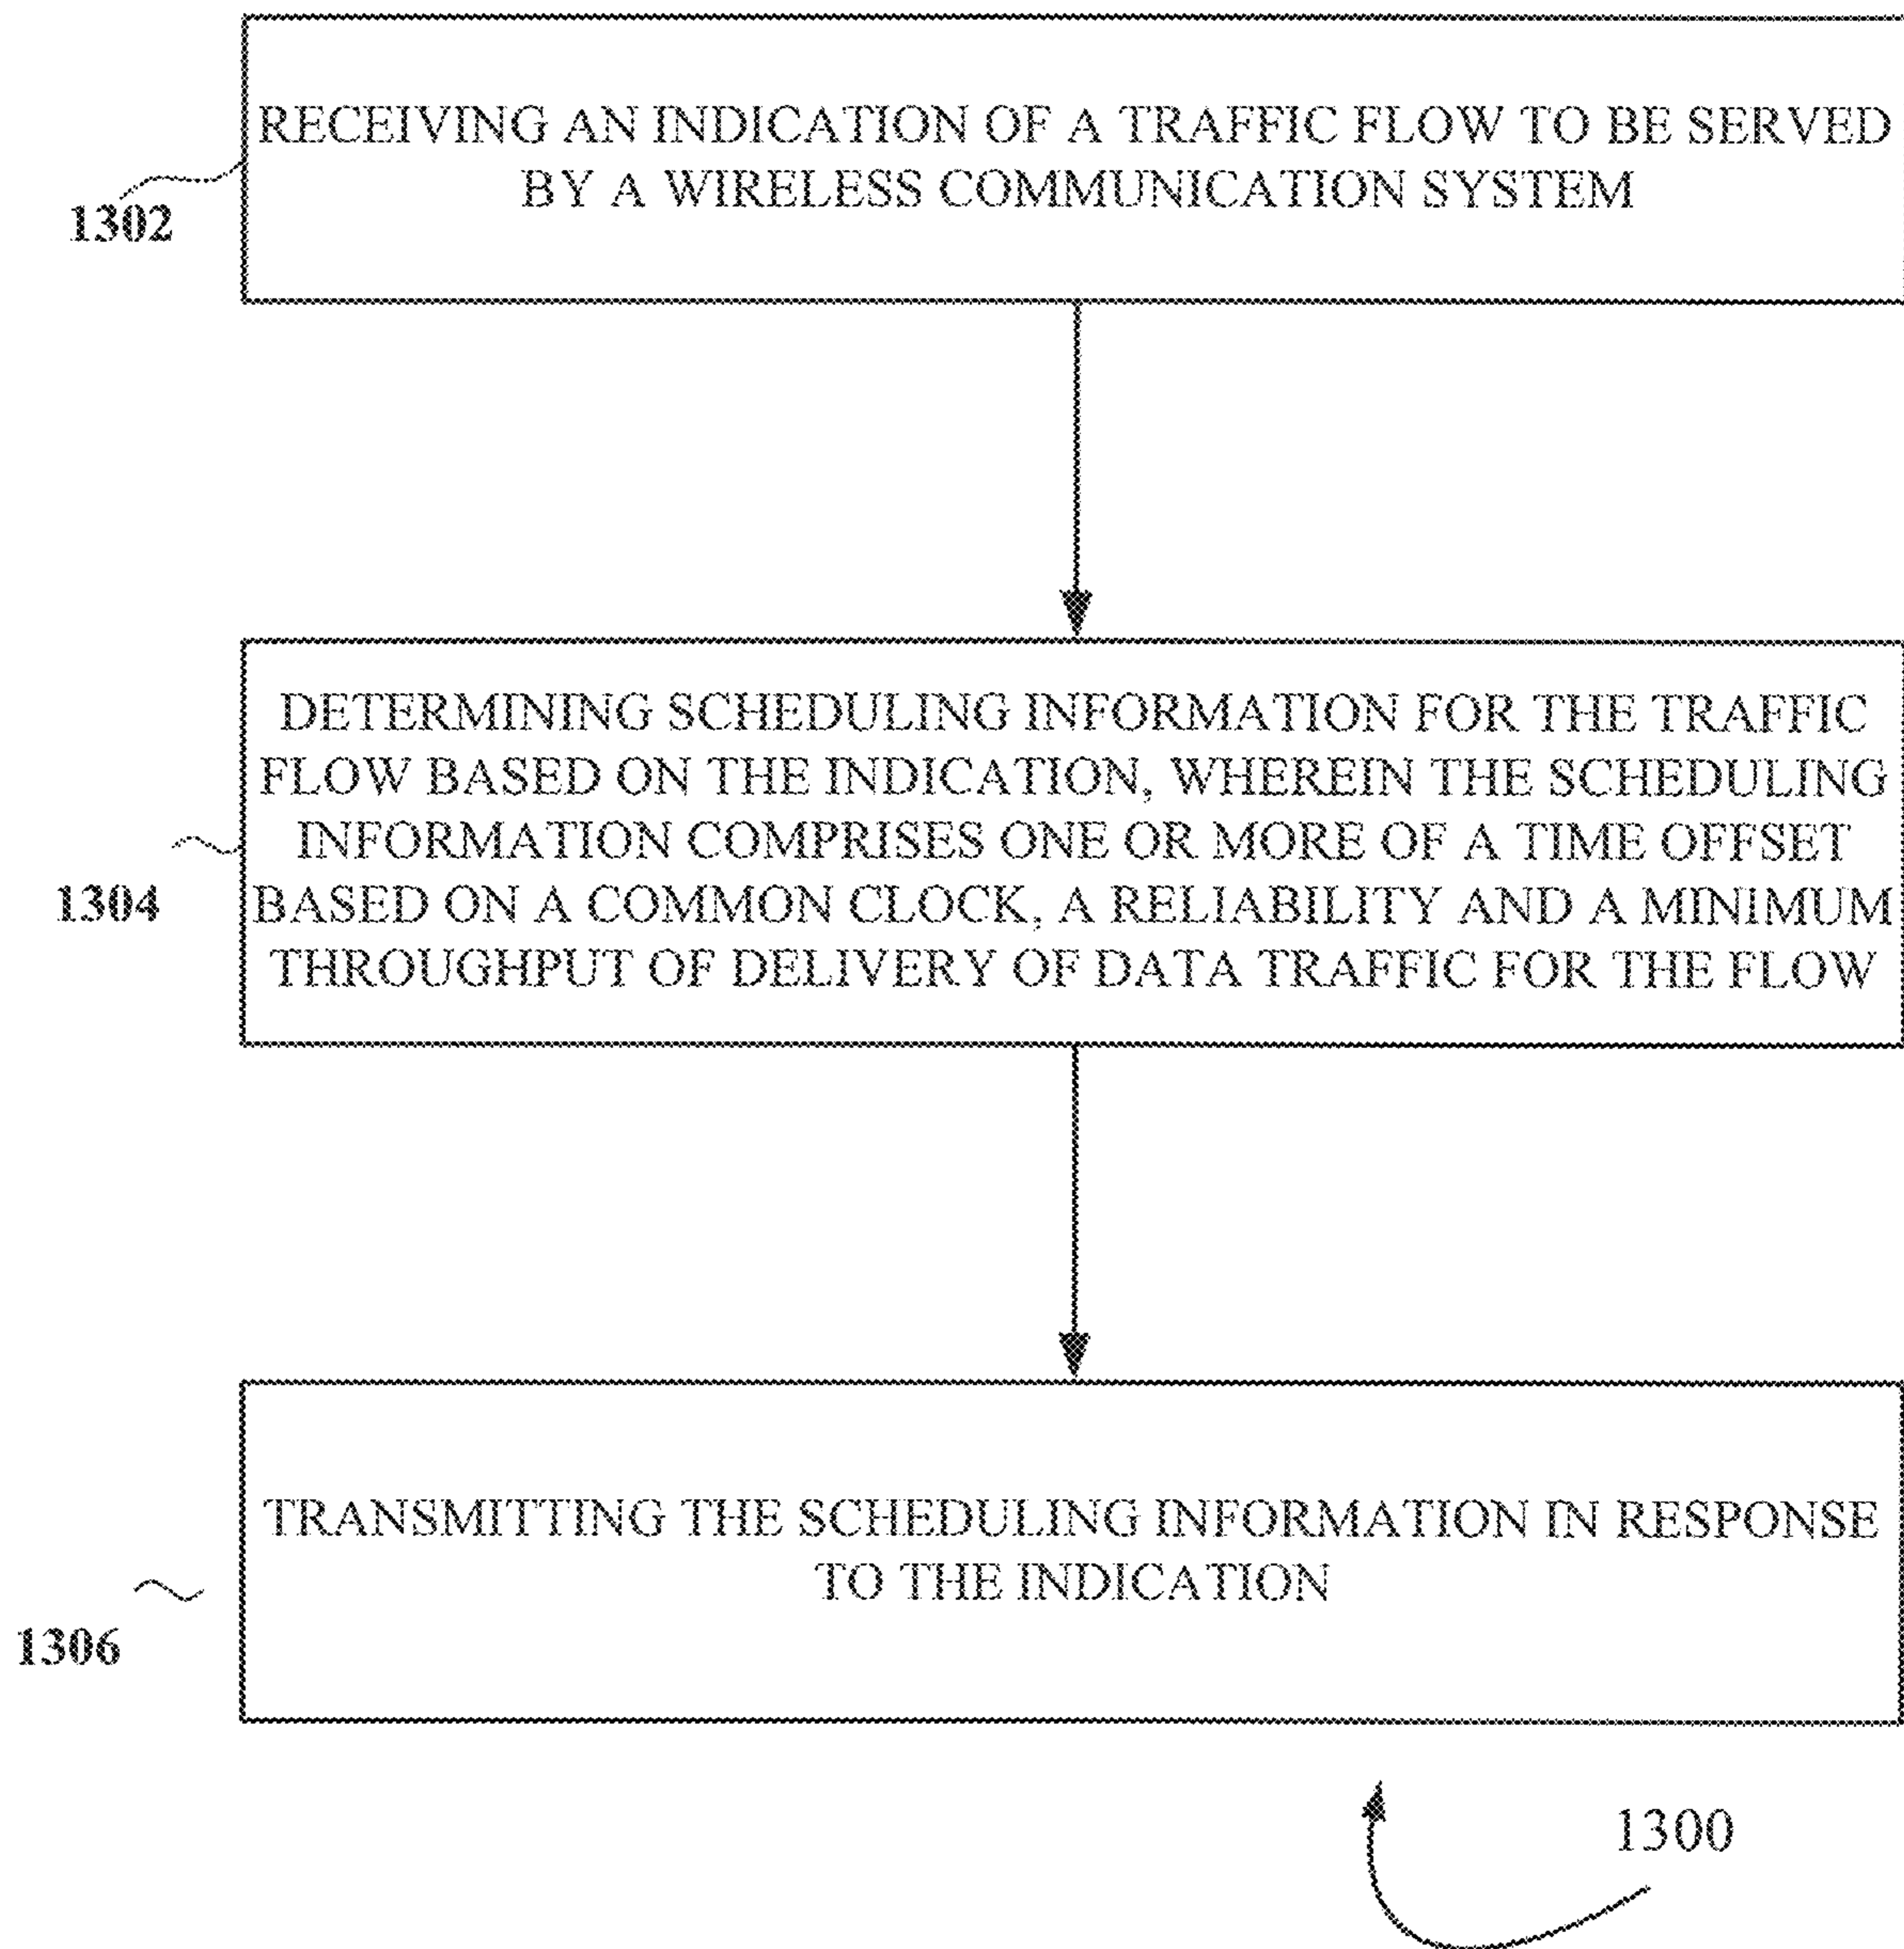 RECEIVING AN INDICATION OF A TRAFFIC FLOW TO BE SERVED
BY A WIRELESS COMMUNICATION SYSTEM
1302
DETERMINING SCHEDULING INFORMATION FOR THE TRAFFIC
FLOW BASED ON THE INDICATION, WHEREIN THE SCHEDULING
INFORMATION COMPRISES ONE OR MORE OF A TIME OFFSET
BASED ON A COMMON CLOCK, A RELIABILITY AND A MINIMUM
THROUGHPUT OF DELIVERY OF DATA TRAFFIC FOR THE FLOW
1304
TRANSMITTING THE SCHEDULING INFORMATION IN RESPONSE
TO THE INDICATION
1306
1300